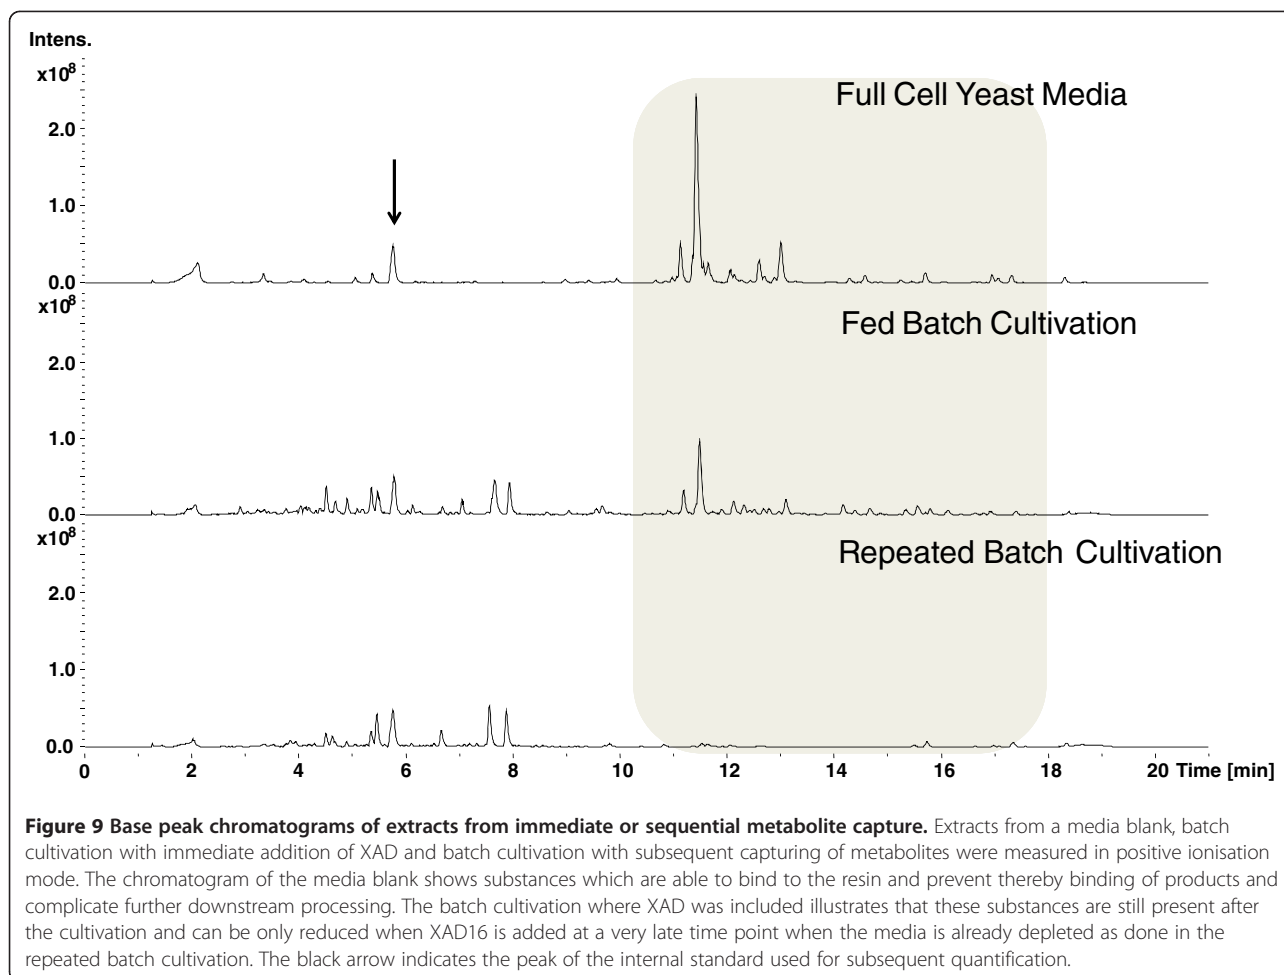 Intens.
x10⁸
Full Cell Yeast Media
2.0
1.0
0.0
x10⁸
Fed Batch Cultivation
2.0
1.0
0.0
x10⁸
Repeated Batch Cultivation
2.0
1.0
0.0
0 2 4 6 8 10 12 14 16 18 20 Time [min]
Figure 9 Base peak chromatograms of extracts from immediate or sequential metabolite capture. Extracts from a media blank, batch
cultivation with immediate addition of XAD and batch cultivation with subsequent capturing of metabolites were measured in positive ionisation
mode. The chromatogram of the media blank shows substances which are able to bind to the resin and prevent thereby binding of products and
complicate further downstream processing. The batch cultivation where XAD was included illustrates that these substances are still present after
the cultivation and can be only reduced when XAD16 is added at a very late time point when the media is already depleted as done in the
repeated batch cultivation. The black arrow indicates the peak of the internal standard used for subsequent quantification.